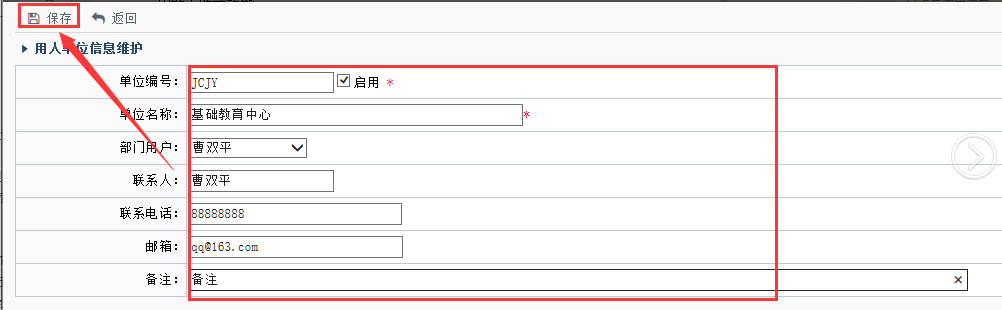 保存 返回
用人单位信息维护
单位编号： JCJY 启用 *
单位名称： 基础教育中心 *
部门用户： 曹双平
联系人： 曹双平
联系电话： 88888888
邮箱： qq@163.com
备注： 备注 ×